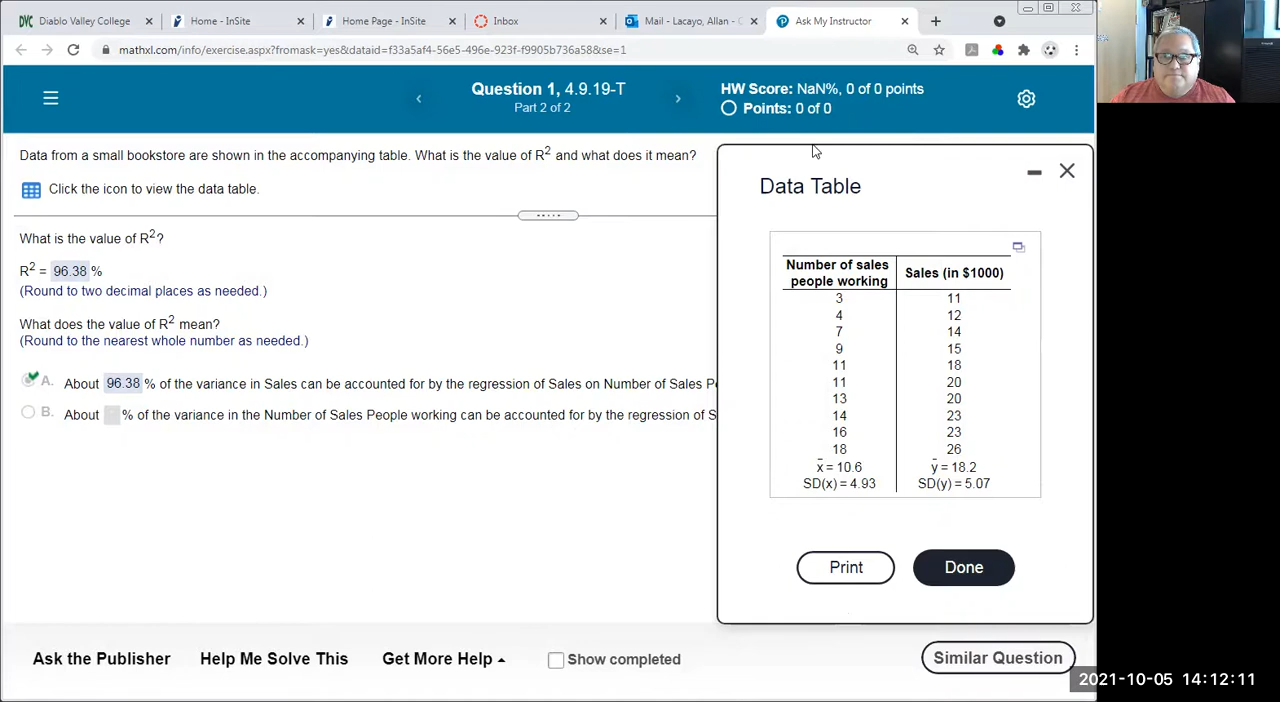 DVC Diablo Valley College
Home - InSite
Home Page - InSite
Inbox
Mail - Lacayo, Allan - C
Ask My Instructor
mathxl.com/info/exercise.aspx?fromask=yes&dataid=f33a5af4-56e5-496e-923f-f9905b736a58&se=1
Question 1, 4.9.19-T
Part 2 of 2
HW Score: NaN%, 0 of 0 points
Points: 0 of 0
Data from a small bookstore are shown in the accompanying table. What is the value of R² and what does it mean?
Click the icon to view the data table.
What is the value of R²?
R² = 96.38 %
(Round to two decimal places as needed.)
What does the value of R² mean?
(Round to the nearest whole number as needed.)
A. About 96.38 % of the variance in Sales can be accounted for by the regression of Sales on Number of Sales P
B. About % of the variance in the Number of Sales People working can be accounted for by the regression of S
Data Table
Number of sales people working Sales (in $1000)
3 11
4 12
7 14
9 15
11 18
11 20
13 20
14 23
16 23
18 26
x̄ = 10.6 ȳ = 18.2
SD(x) = 4.93 SD(y) = 5.07
Print Done
Ask the Publisher Help Me Solve This Get More Help Show completed Similar Question
2021-10-05 14:12:11